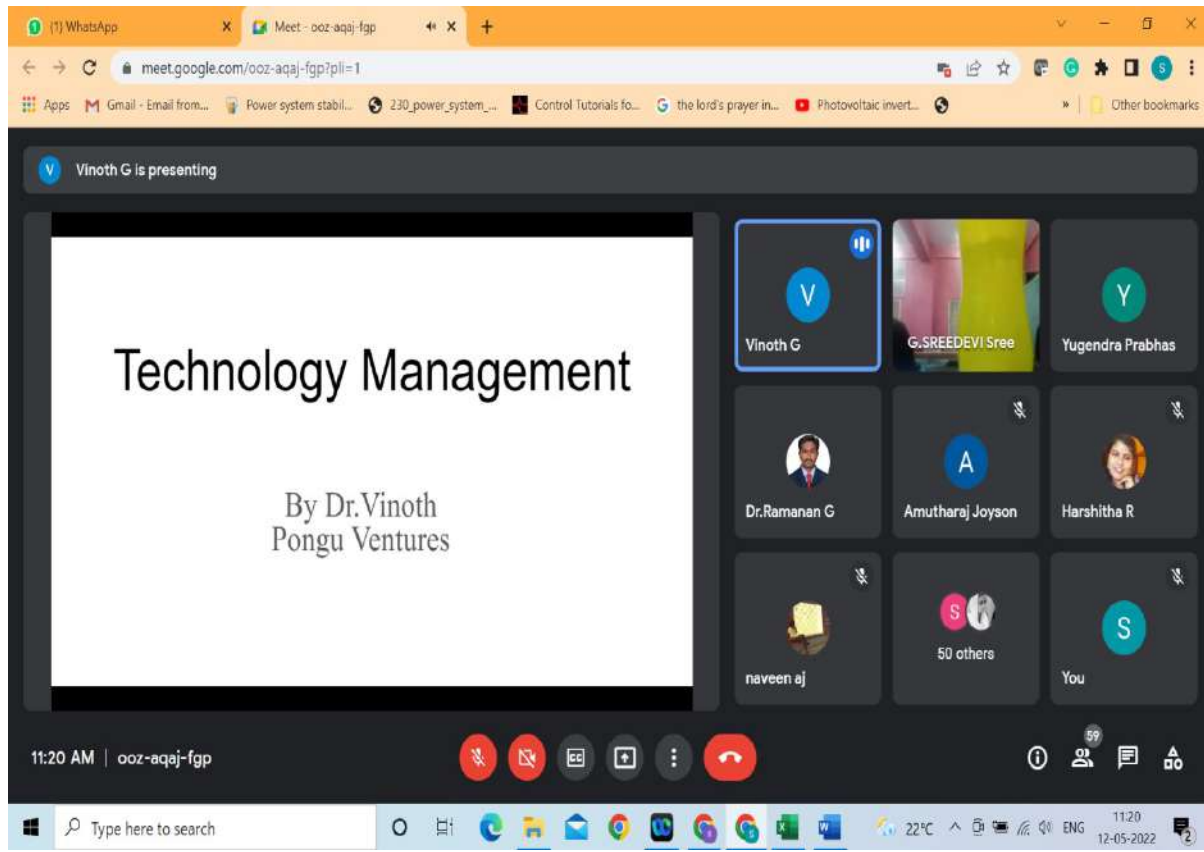 (1) WhatsApp
Meet - ooz-aqaj-fgp
meet.google.com/ooz-aqaj-fgp?pli=1
Apps
Gmail - Email from...
Power system stabil...
230_power_system_...
Control Tutorials fo...
the lord's prayer in...
Photovoltaic invert...
»
Other bookmarks
V
Vinoth G is presenting
Technology Management
By Dr.Vinoth
Pongu Ventures
V
Vinoth G
G.SREEDEVI Sree
Y
Yugendra Prabhas
Dr.Ramanan G
A
Amutharaj Joyson
Harshitha R
naveen aj
S
50 others
S
You
11:20 AM | ooz-aqaj-fgp
59
Type here to search
22°C
ENG
11:20
12-05-2022
2